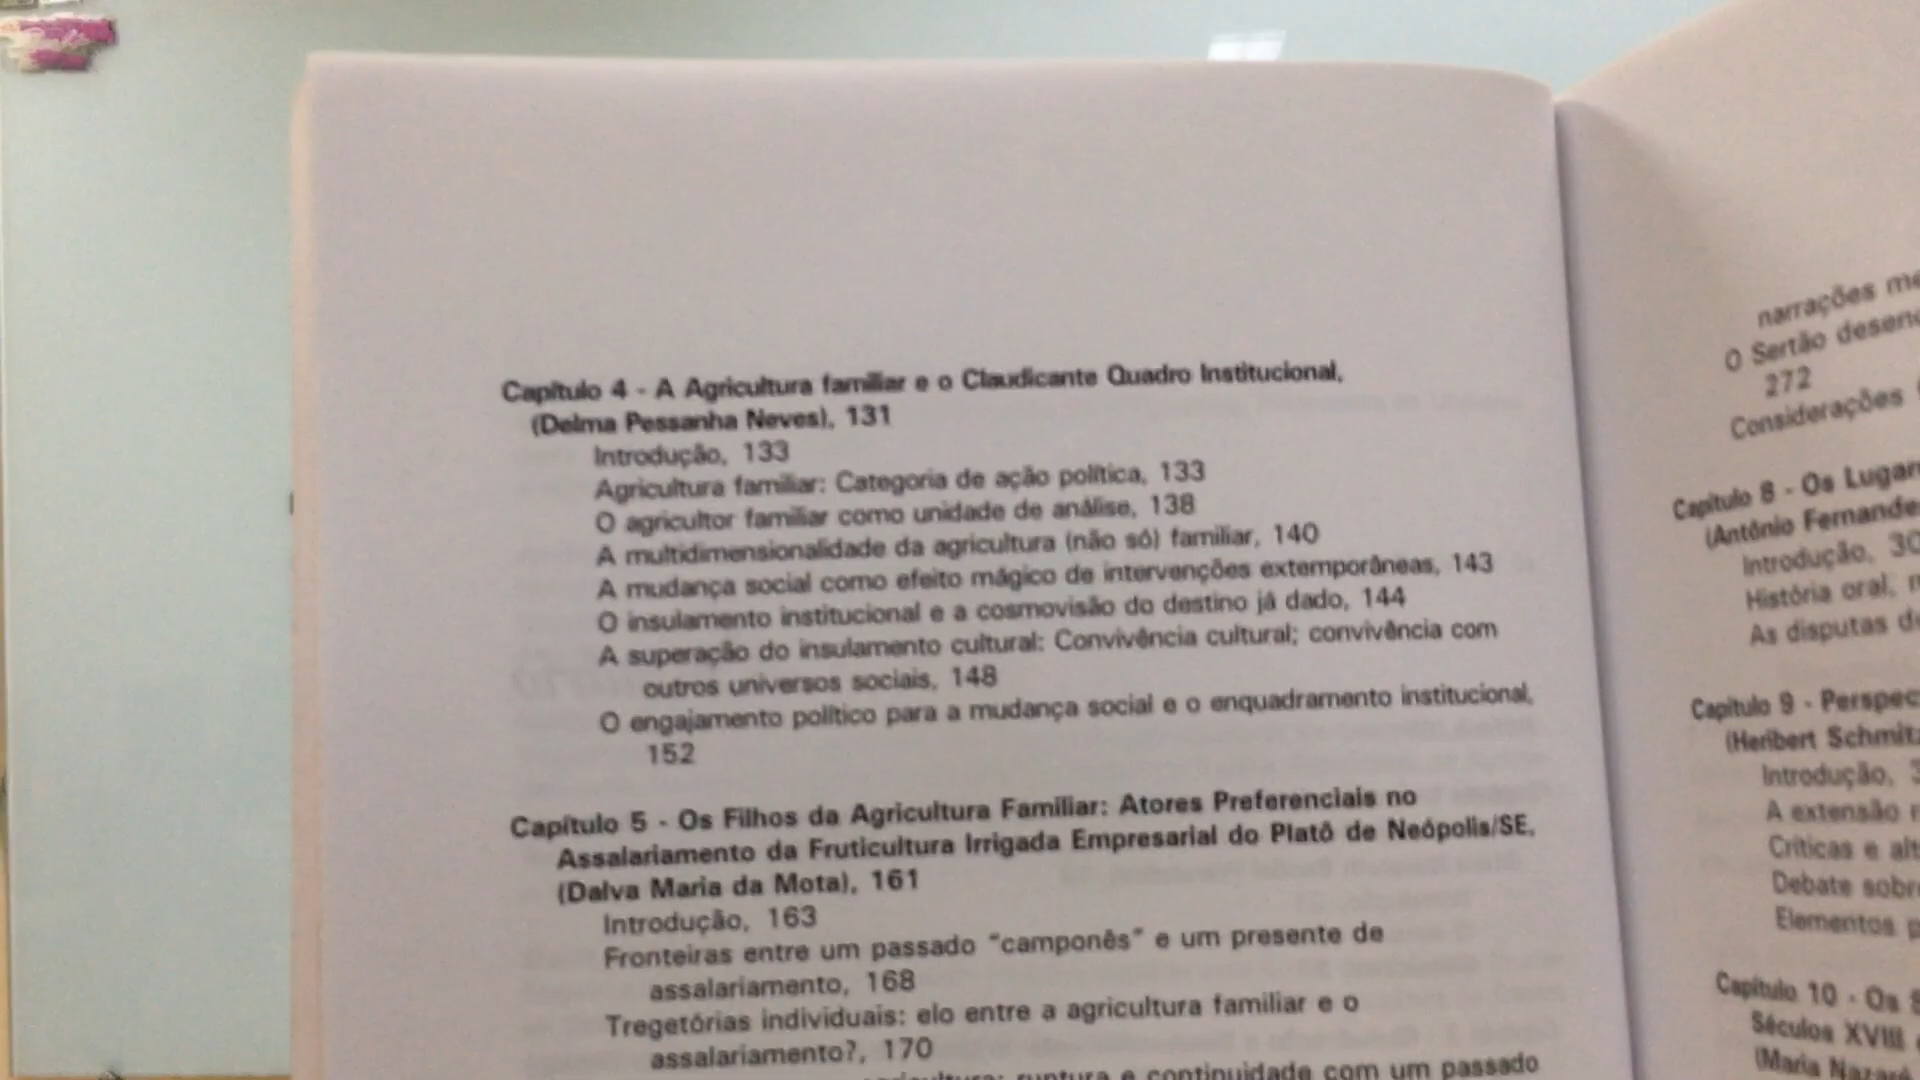 Capítulo 4 - A Agricultura familiar e o Claudicante Quadro Institucional,
(Delma Pessanha Neves), 131
Introdução, 133
Agricultura familiar: Categoria de ação política, 133
O agricultor familiar como unidade de análise, 138
A multidimensionalidade da agricultura (não só) familiar, 140
A mudança social como efeito mágico de intervenções extemporâneas, 143
O insulamento institucional e a cosmovisão do destino já dado, 144
A superação do insulamento cultural: Convivência cultural; convivência com
outros universos sociais, 148
O engajamento político para a mudança social e o enquadramento institucional,
152
Capítulo 5 - Os Filhos da Agricultura Familiar: Atores Preferenciais no
Assalariamento da Fruticultura Irrigada Empresarial do Platô de Neópolis/SE,
(Dalva Maria da Mota), 161
Introdução, 163
Fronteiras entre um passado "camponês" e um presente de
assalariamento, 168
Tregetórias individuais: elo entre a agricultura familiar e o
assalariamento?, 170
ruptura e continuidade com um passado
narrações
O Sertão
272
Considerações
Capítulo 8 - Os
(Antônio
Introdução,
História oral,
As disputas
Capítulo 9 -
(Heribert
Introdução,
A extensão
Críticas e
Debate
Elementos
Capítulo 10 - Os
Séculos XVIII
(Maria